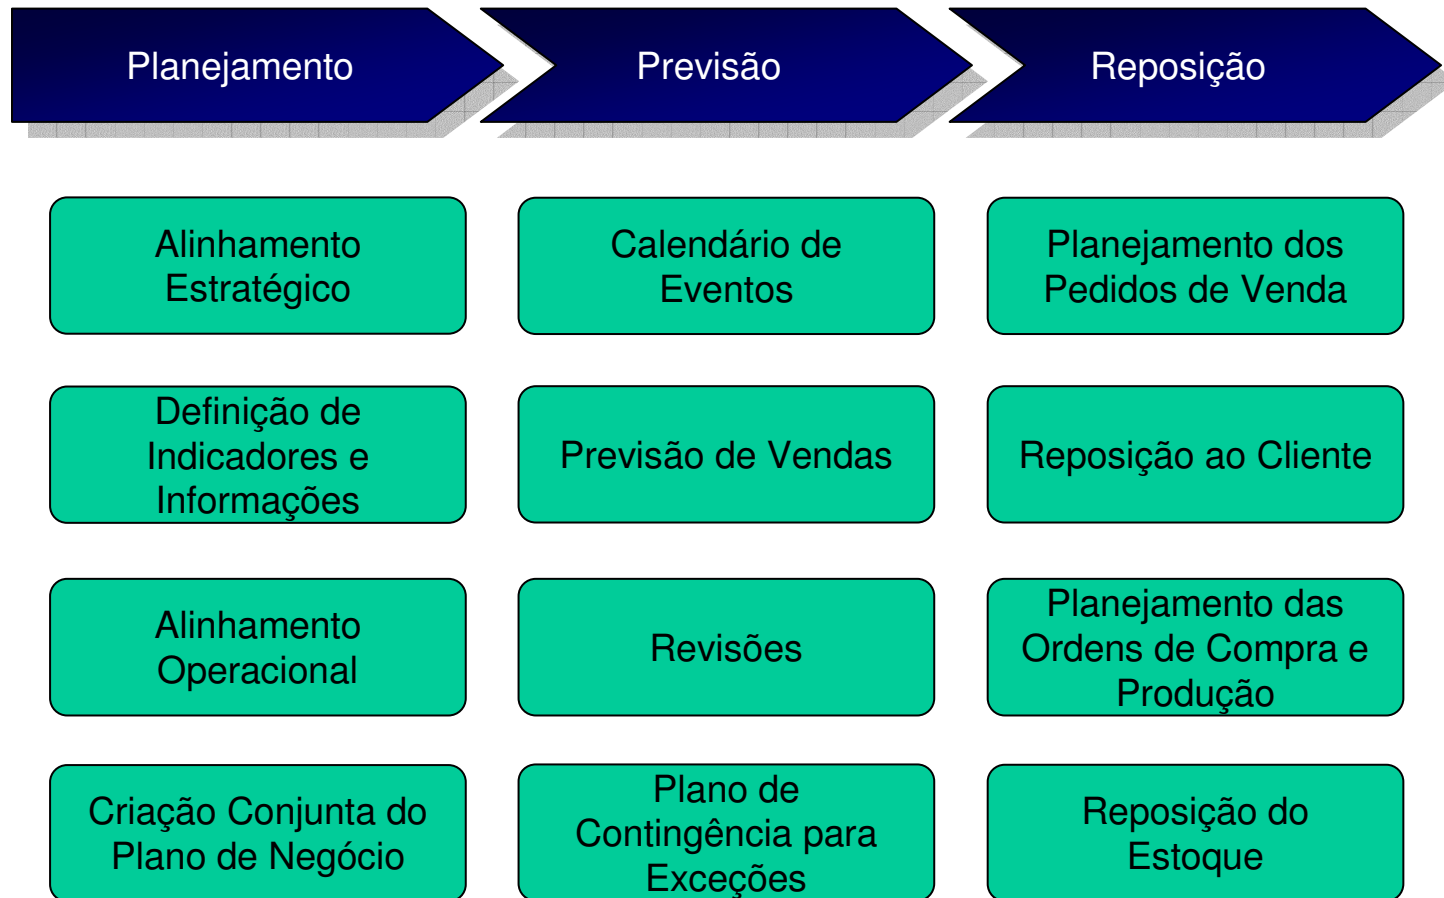 Planejamento
Previsão
Reposição
Alinhamento
Estratégico
Calendário de
Eventos
Planejamento dos
Pedidos de Venda
Definição de
Indicadores e
Informações
Previsão de Vendas
Reposição ao Cliente
Alinhamento
Operacional
Revisões
Planejamento das
Ordens de Compra e
Produção
Criação Conjunta do
Plano de Negócio
Plano de
Contingência para
Exceções
Reposição do
Estoque